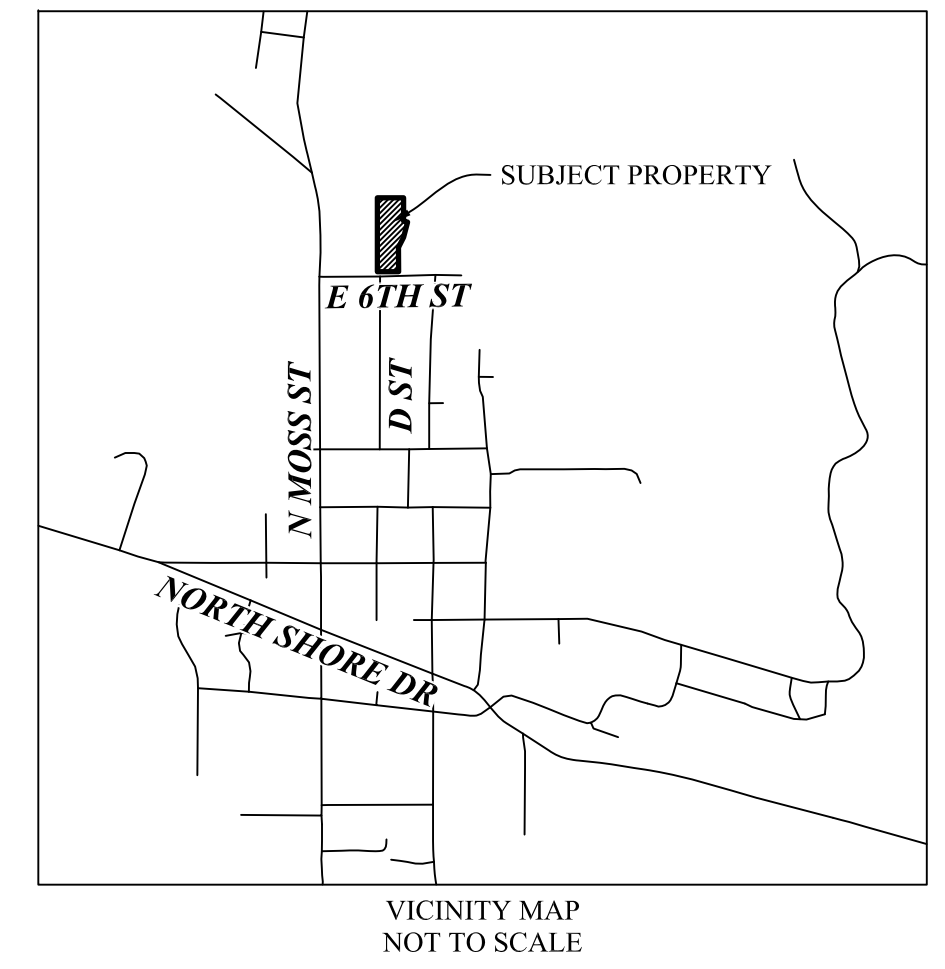 SUBJECT PROPERTY
E 6TH ST
D ST
N MOSS ST
NORTH SHORE DR
VICINITY MAP
NOT TO SCALE